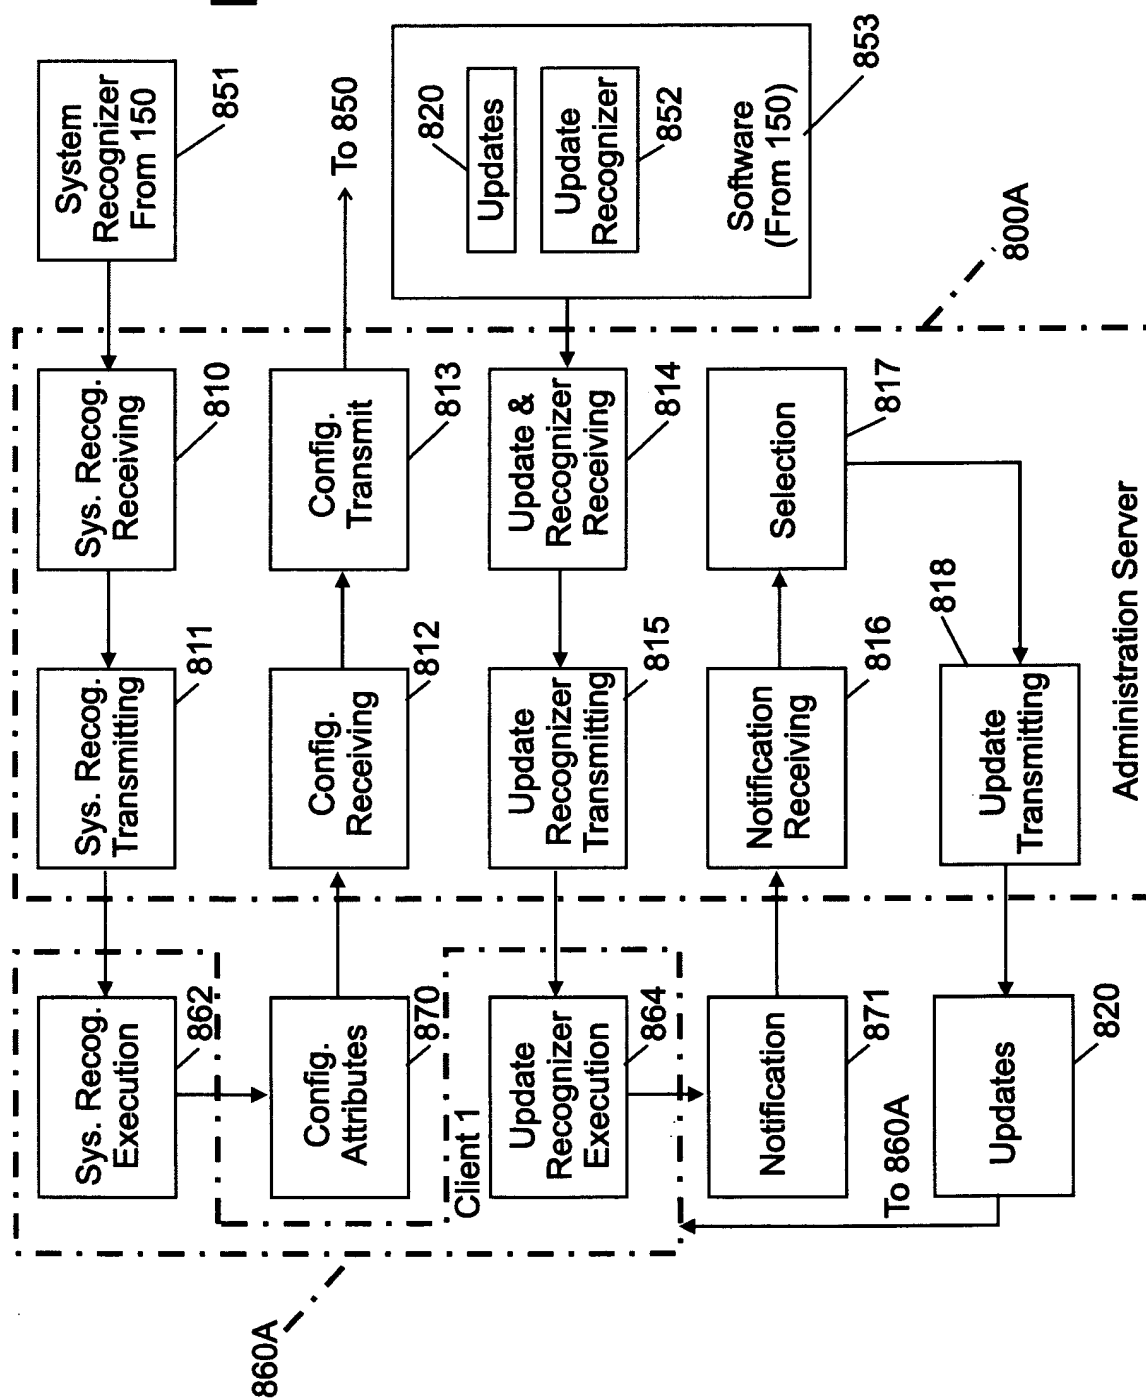 System
Recognizer
From 150
851
Sys. Recog.
Receiving
810
Sys. Recog.
Transmitting
811
Sys. Recog.
Execution
862
Config.
Attributes
870
Config.
Receiving
812
Config.
Transmit
813
To 850
820
Updates
Update
Recognizer
852
Software
(From 150)
853
Update &
Recognizer
Receiving
814
Update
Recognizer
Transmitting
815
Client 1
Update
Recognizer
Execution
864
Notification
871
Notification
Receiving
816
Selection
817
818
Update
Transmitting
Updates
820
To 860A
860A
Administration Server
800A